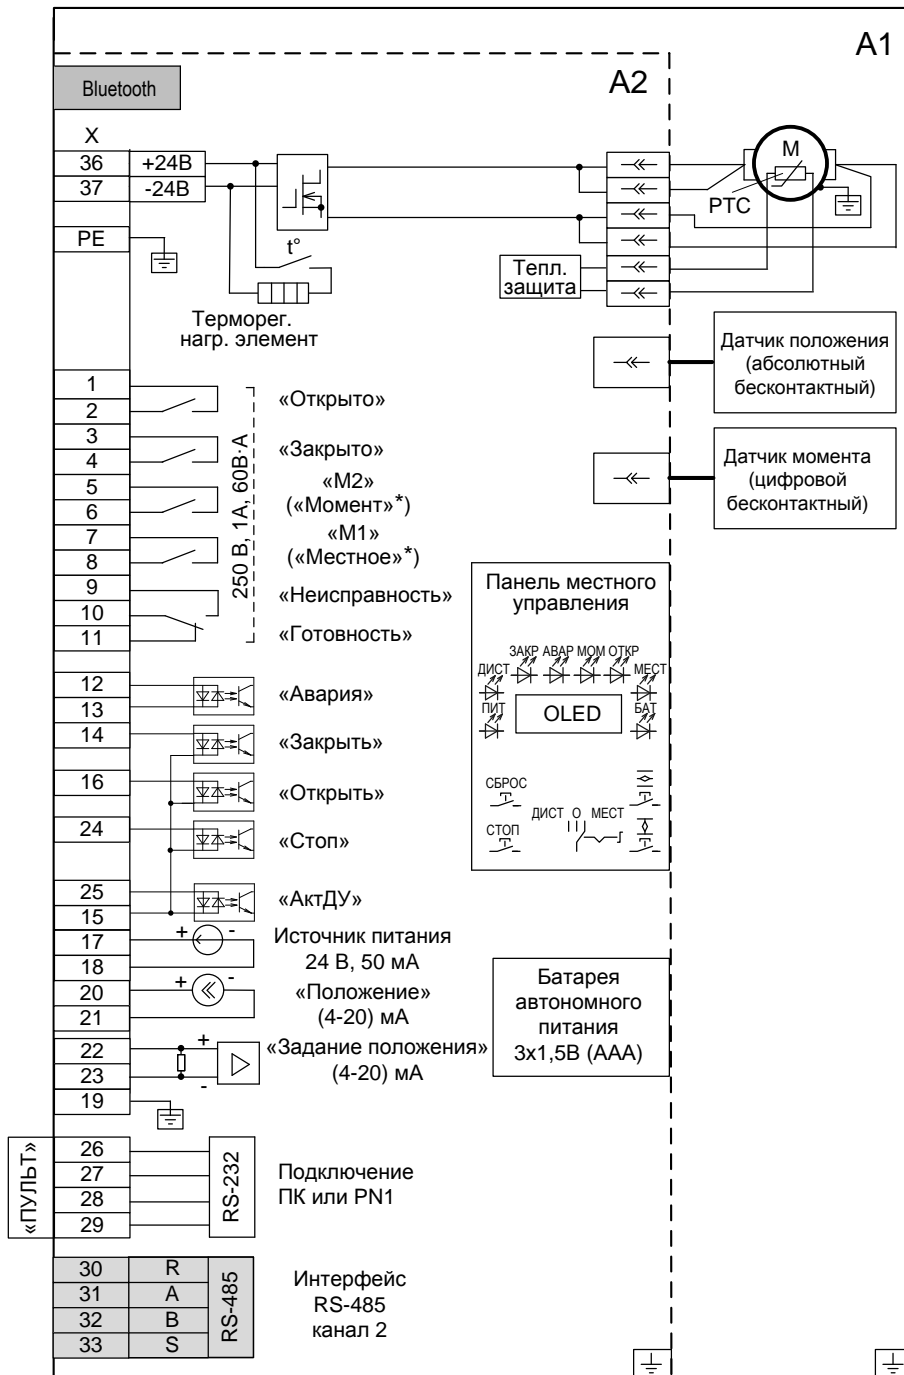 A1
A2
Bluetooth
X
36 +24В
37 -24В
PE
t°
Терморег.
нагр. элемент
M
PTC
Тепл.
защита
Датчик положения
(абсолютный
бесконтактный)
Датчик момента
(цифровой
бесконтактный)
1
2
«Открыто»
3
4
«Закрыто»
5
6
«М2»
(«Момент»*)
7
8
«М1»
(«Местное»*)
9
10
11
«Неисправность»
«Готовность»
250 В, 1А, 60В·А
12
13
«Авария»
14
«Закрыть»
16
«Открыть»
24
«Стоп»
25
15
«АктДУ»
17
18
+ -
Источник питания
24 В, 50 мА
20
21
+ -
«Положение»
(4-20) мА
22
23
+
-
«Задание положения»
(4-20) мА
19
Панель местного
управления
ЗАКР АВАР МОМ ОТКР
ДИСТ МЕСТ
ПИТ OLED БАТ
СБРОС
ДИСТ О МЕСТ
СТОП
Батарея
автономного
питания
3х1,5В (ААА)
«ПУЛЬТ»
26
27
28
29
RS-232
Подключение
ПК или PN1
30 R
31 A
32 B
33 S
RS-485
Интерфейс
RS-485
канал 2